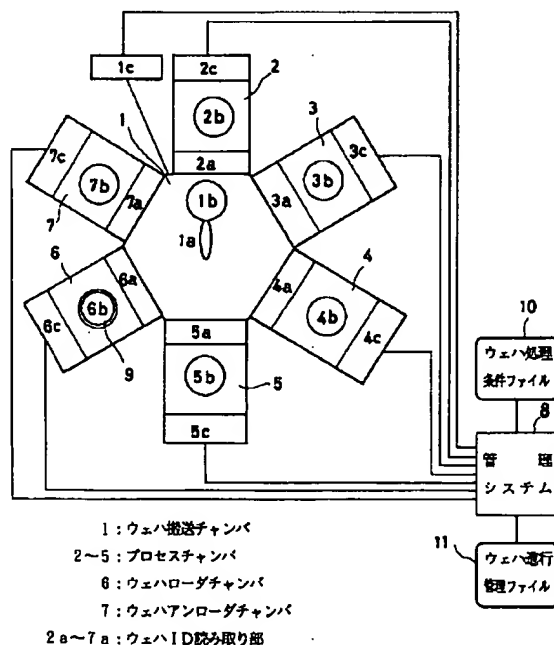 1c
2c
2
2b
2a
1
7c
7b
7a
7
3
3c
3b
3a
1b
1a
6
6a
6b
6c
9
4
4a
4b
4c
5a
5b
5
5c
10
ウェハ処理
条件ファイル
8
管理
システム
11
ウェハ進行
管理ファイル
1:ウェハ搬送チャンバ
2〜5:プロセスチャンバ
6:ウェハローダチャンバ
7:ウェハアンローダチャンバ
2a〜7a:ウェハID読み取り部